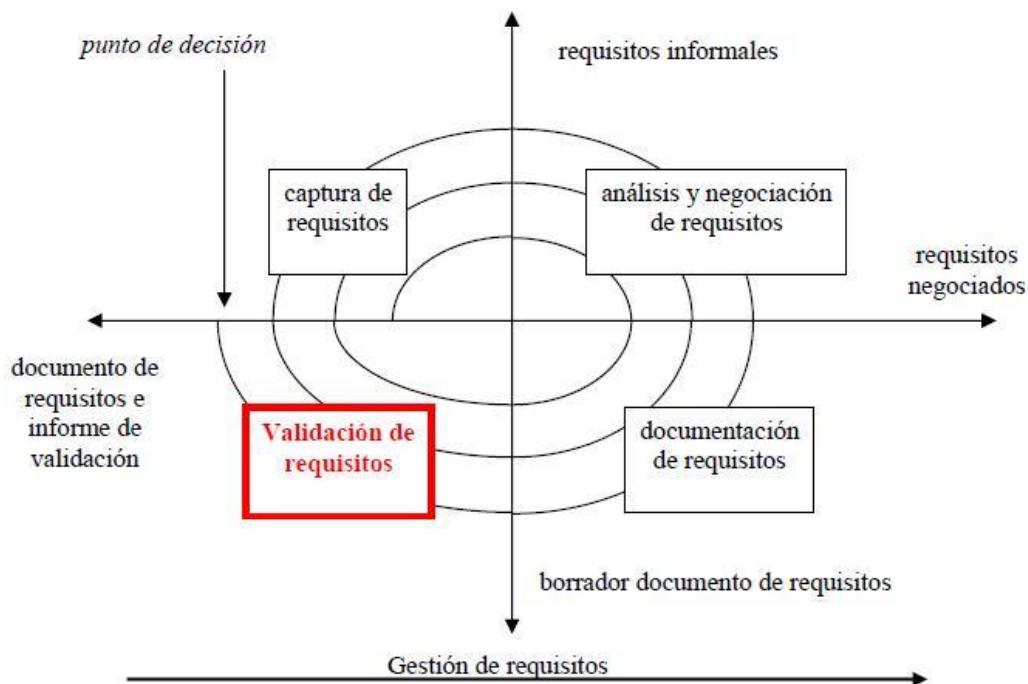 punto de decisión
requisitos informales
captura de
requisitos
análisis y negociación
de requisitos
requisitos
negociados
documento de
requisitos e
informe de
validación
Validación de
requisitos
documentación
de requisitos
borrador documento de requisitos
Gestión de requisitos